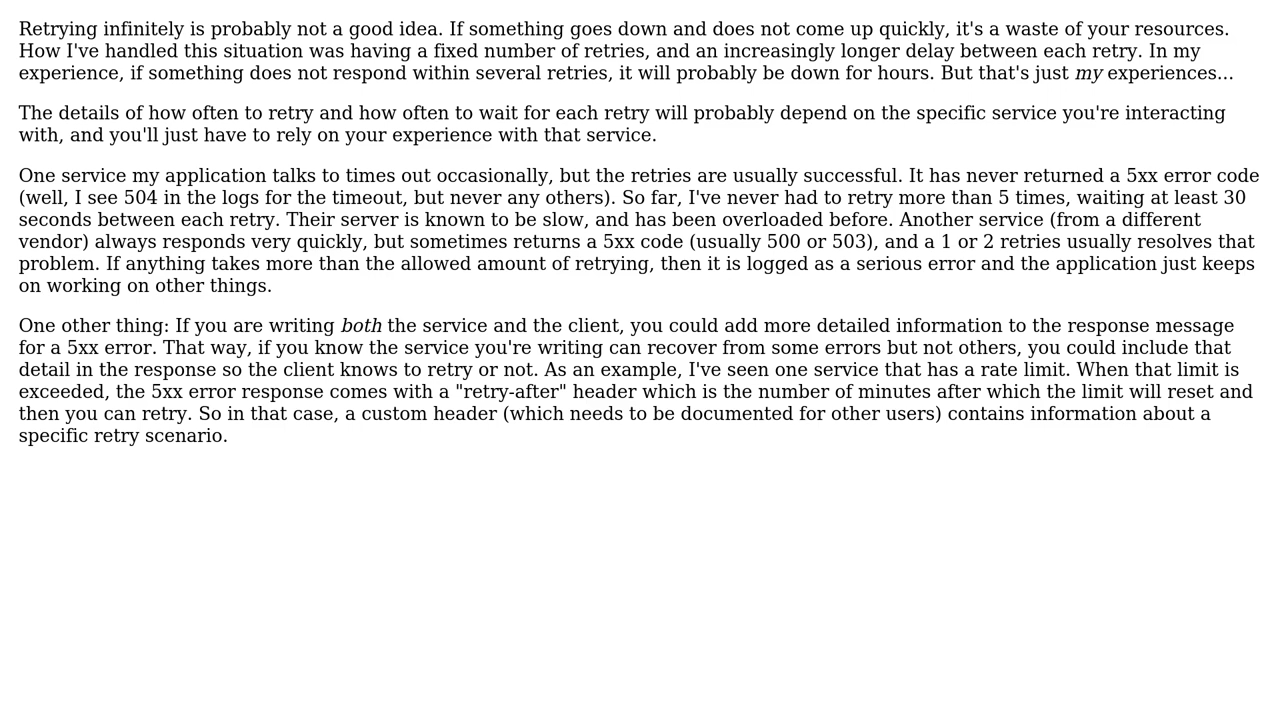 Retrying infinitely is probably not a good idea. If something goes down and does not come up quickly, it's a waste of your resources.
How I've handled this situation was having a fixed number of retries, and an increasingly longer delay between each retry. In my
experience, if something does not respond within several retries, it will probably be down for hours. But that's just my experiences...
The details of how often to retry and how often to wait for each retry will probably depend on the specific service you're interacting
with, and you'll just have to rely on your experience with that service.
One service my application talks to times out occasionally, but the retries are usually successful. It has never returned a 5xx error code
(well, I see 504 in the logs for the timeout, but never any others). So far, I've never had to retry more than 5 times, waiting at least 30
seconds between each retry. Their server is known to be slow, and has been overloaded before. Another service (from a different
vendor) always responds very quickly, but sometimes returns a 5xx code (usually 500 or 503), and a 1 or 2 retries usually resolves that
problem. If anything takes more than the allowed amount of retrying, then it is logged as a serious error and the application just keeps
on working on other things.
One other thing: If you are writing both the service and the client, you could add more detailed information to the response message
for a 5xx error. That way, if you know the service you're writing can recover from some errors but not others, you could include that
detail in the response so the client knows to retry or not. As an example, I've seen one service that has a rate limit. When that limit is
exceeded, the 5xx error response comes with a "retry-after" header which is the number of minutes after which the limit will reset and
then you can retry. So in that case, a custom header (which needs to be documented for other users) contains information about a
specific retry scenario.